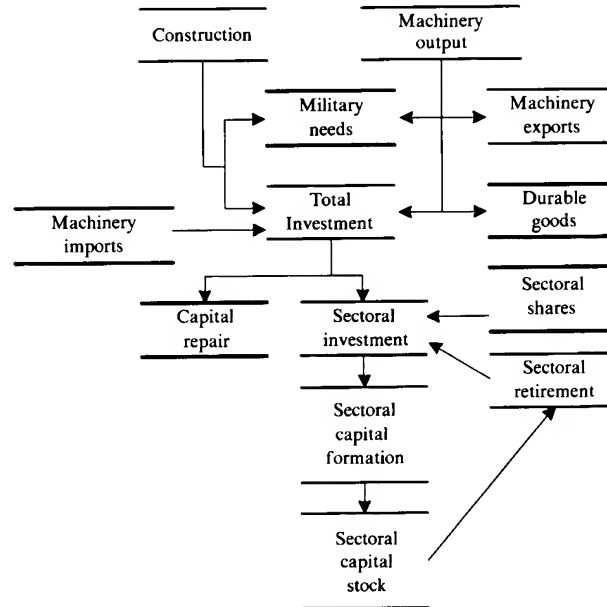 Construction
Machinery
output
Military
needs
Machinery
exports
Total
Investment
Durable
goods
Machinery
imports
Sectoral
shares
Capital
repair
Sectoral
investment
Sectoral
retirement
Sectoral
capital
formation
Sectoral
capital
stock